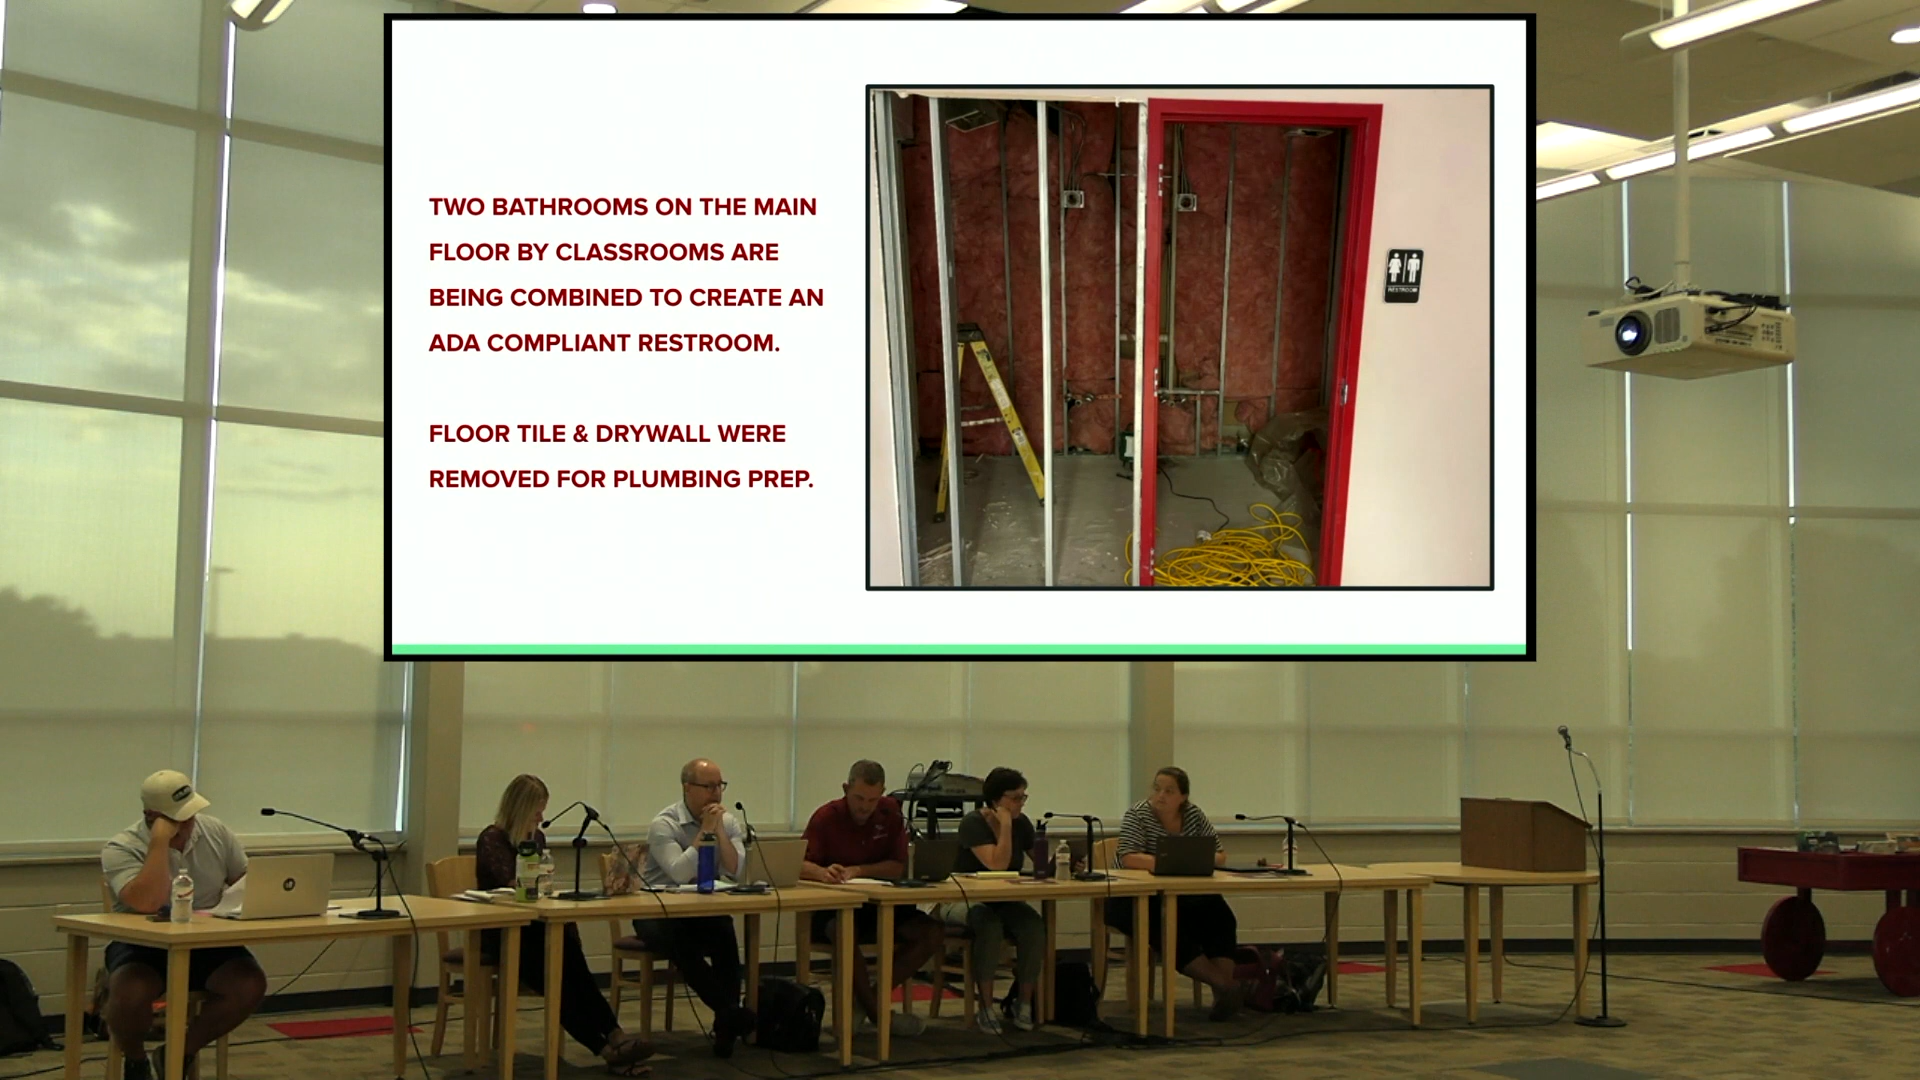 TWO BATHROOMS ON THE MAIN
FLOOR BY CLASSROOMS ARE
BEING COMBINED TO CREATE AN
ADA COMPLIANT RESTROOM.
FLOOR TILE & DRYWALL WERE
REMOVED FOR PLUMBING PREP.
RESTROOM